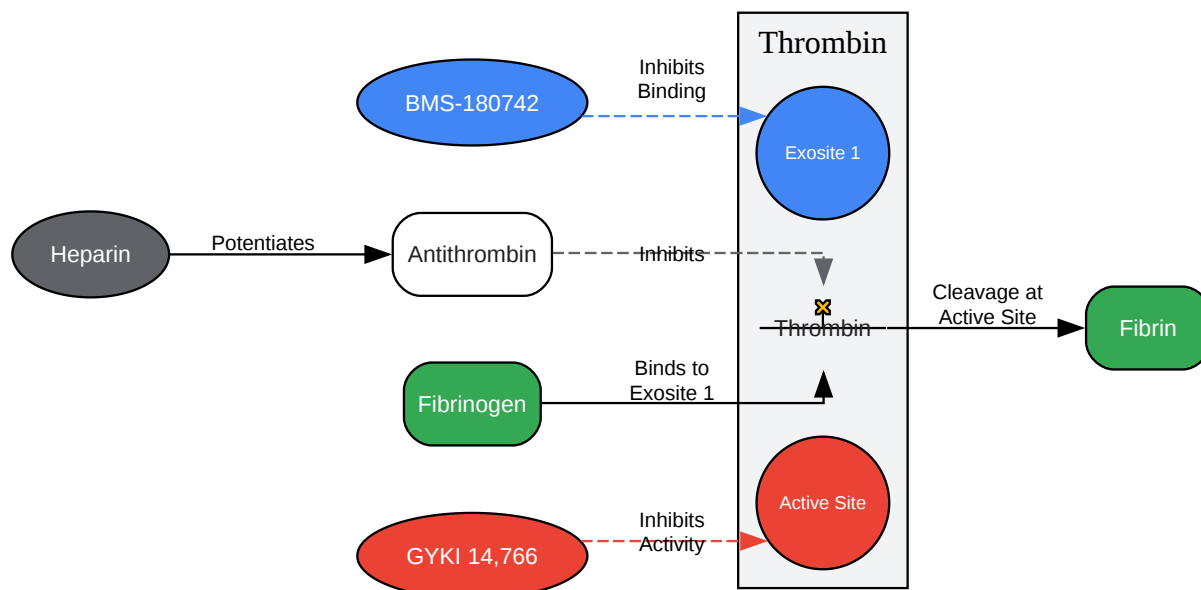 Thrombin
Inhibits
Binding
BMS-180742
Exosite 1
Heparin
Potentiates
Antithrombin
Inhibits
Thrombin
Cleavage at
Active Site
Fibrin
Fibrinogen
Binds to
Exosite 1
Active Site
GYKI 14,766
Inhibits
Activity